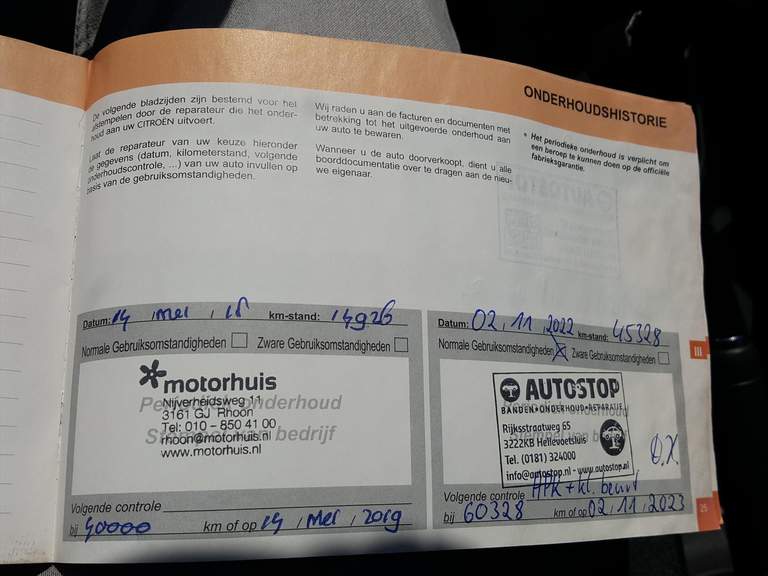 ONDERHOUDSHISTORIE
De volgende bladzijden zijn bestemd voor het
afstempelen door de reparateur die het onder-
houd aan uw CITROËN uitvoert.
Laat de reparateur van uw keuze hieronder
de gegevens (datum, kilometerstand, volgende
onderhoudscontrole, ...) van uw auto invullen op
basis van de gebruiksomstandigheden.
Wij raden u aan de facturen en documenten met
betrekking tot het uitgevoerde onderhoud aan
uw auto te bewaren.
Wanneer u de auto doorverkoopt, dient u alle
boorddocumentatie over te dragen aan de nieu-
we eigenaar.
* Het periodieke onderhoud is verplicht om
een beroep te kunnen doen op de officiële
fabrieksgarantie.
Datum: 14 mei, 18 km-stand: 14926
Normale Gebruiksomstandigheden Zware Gebruiksomstandigheden
motorhuis
Periodiek onderhoud
Stempel van bedrijf
Nijverheidsweg 11
3161 GJ Rhoon
Tel: 010 - 850 41 00
rhoon@motorhuis.nl
www.motorhuis.nl
Volgende controle
bij 40000 km of op 14, mei, 2019
Datum: 02, 11, 2022 km-stand: 45328
Normale Gebruiksomstandigheden X Zware Gebruiksomstandigheden
AUTOSTOP
BANDEN•ONDERHOUD•REPARATIE
Rijksstraatweg 65
3222KB Hellevoetsluis
Tel. (0181) 324000
info@autostop.nl - www.autostop.nl
Volgende controle APK + kl. beurt
bij 60328 km of op 02, 11, 2023
III
25